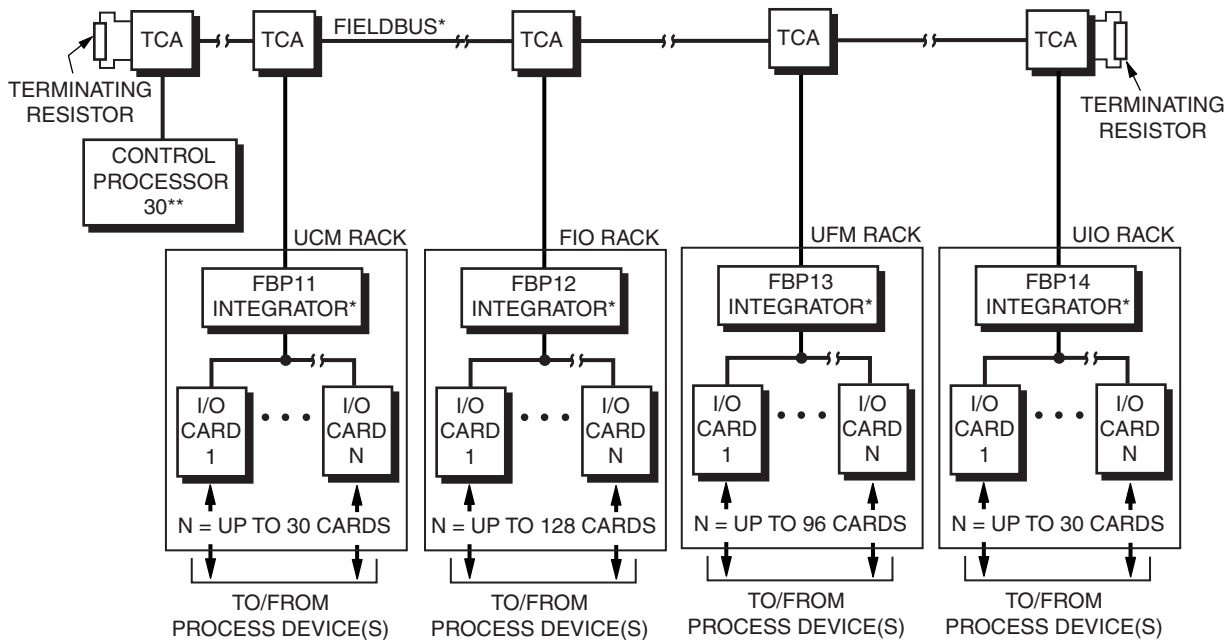 FIELDBUS*
TCA
TCA
TCA
TCA
TCA
TERMINATING
RESISTOR
TERMINATING
RESISTOR
CONTROL
PROCESSOR
30**
UCM RACK
FBP11
INTEGRATOR*
I/O
CARD
1
I/O
CARD
N
N = UP TO 30 CARDS
TO/FROM
PROCESS DEVICE(S)
FIO RACK
FBP12
INTEGRATOR*
I/O
CARD
1
I/O
CARD
N
N = UP TO 128 CARDS
TO/FROM
PROCESS DEVICE(S)
UFM RACK
FBP13
INTEGRATOR*
I/O
CARD
1
I/O
CARD
N
N = UP TO 96 CARDS
TO/FROM
PROCESS DEVICE(S)
UIO RACK
FBP14
INTEGRATOR*
I/O
CARD
1
I/O
CARD
N
N = UP TO 30 CARDS
TO/FROM
PROCESS DEVICE(S)